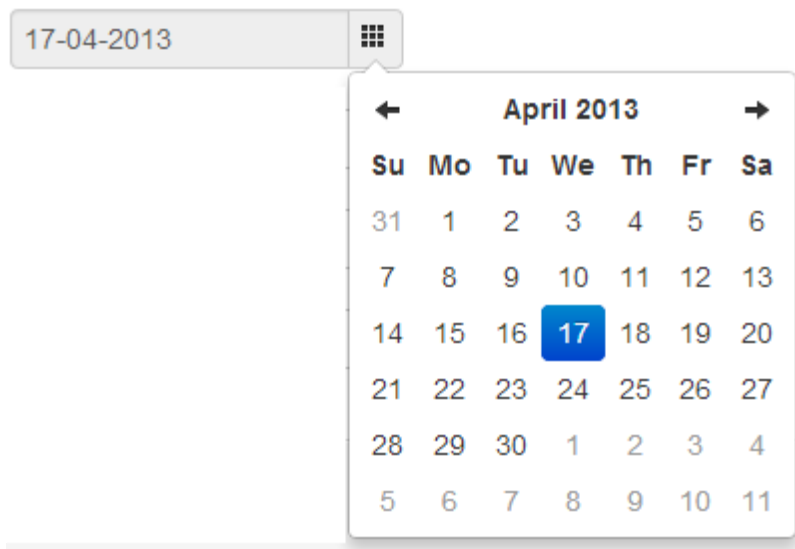 17-04-2013
April 2013
Su Mo Tu We Th Fr Sa
31 1 2 3 4 5 6
7 8 9 10 11 12 13
14 15 16 17 18 19 20
21 22 23 24 25 26 27
28 29 30 1 2 3 4
5 6 7 8 9 10 11